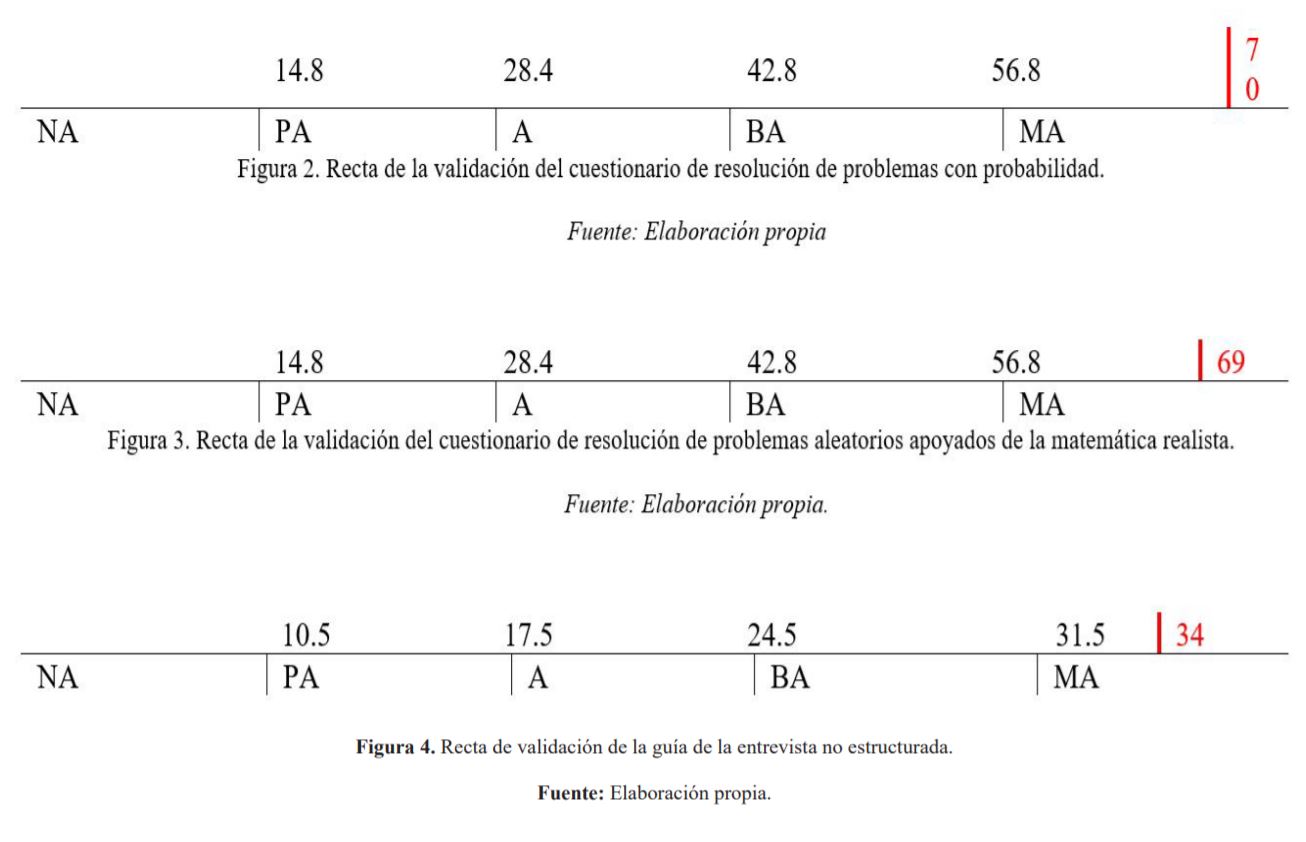 14.8 28.4 42.8 56.8 70
NA PA A BA MA
Figura 2. Recta de la validación del cuestionario de resolución de problemas con probabilidad.
Fuente: Elaboración propia
14.8 28.4 42.8 56.8 69
NA PA A BA MA
Figura 3. Recta de la validación del cuestionario de resolución de problemas aleatorios apoyados de la matemática realista.
Fuente: Elaboración propia.
10.5 17.5 24.5 31.5 34
NA PA A BA MA
Figura 4. Recta de validación de la guía de la entrevista no estructurada.
Fuente: Elaboración propia.